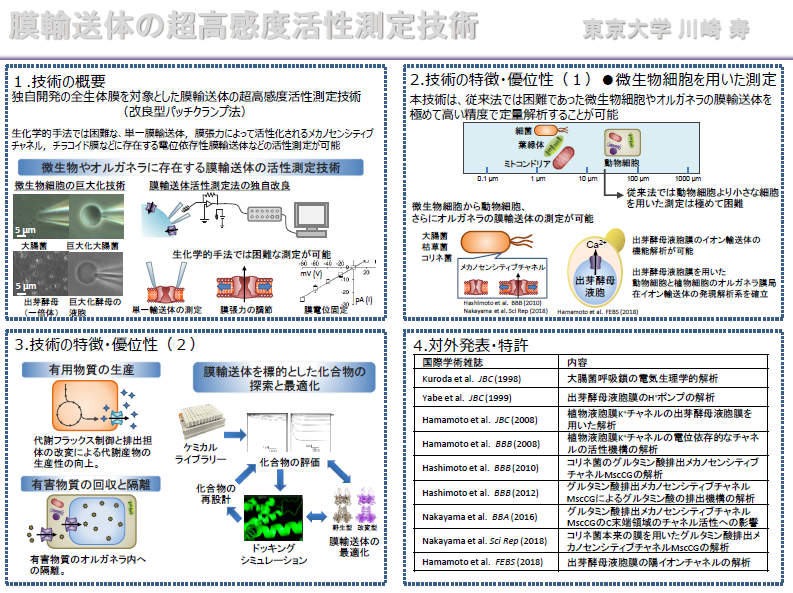 膜輸送体の超高感度活性測定技術
東京大学 川崎 寿
1.技術の概要
独自開発の全生体膜を対象とした膜輸送体の超高感度活性測定技術
(改良型パッチクランプ法)
生化学的手法では困難な、単一膜輸送体，膜張力によって活性化されるメカノセンシティブ
チャネル，チラコイド膜などに存在する電位依存性膜輸送体などの活性測定が可能
微生物やオルガネラに存在する膜輸送体の活性測定技術
微生物細胞の巨大化技術
膜輸送体活性測定法の独自改良
5 μm
大腸菌
巨大化大腸菌
5 μm
出芽酵母
(一倍体)
巨大化酵母の
液胞
生化学的手法では困難な測定が可能
単一輸送体の測定
膜張力の調節
-60 -60 -40 -20 0 20
mV (V)
-10
-20
-30
pA (I)
膜電位固定
2.技術の特徴・優位性(1)●微生物細胞を用いた測定
本技術は、従来法では困難であった微生物細胞やオルガネラの膜輸送体を
極めて高い精度で定量解析することが可能
細菌
葉緑体
ミトコンドリア
動物細胞
0.1 μm
1 μm
10 μm
100 μm
1000 μm
従来法では動物細胞より小さな細胞
を用いた測定は極めて困難
微生物細胞から動物細胞、
さらにオルガネラの膜輸送体の測定が可能
大腸菌
枯草菌
コリネ菌
メカノセンシティブチャネル
Hashimoto et al. BBB (2010)
Nakayama et al. Sci Rep (2018)
Ca²⁺
出芽酵母
液胞
Hamamoto et al. FEBS (2018)
出芽酵母液胞膜のイオン輸送体の
機能解析が可能
出芽酵母液胞膜を用いた
動物細胞と植物細胞のオルガネラ膜局
在イオン輸送体の発現解析系を確立
3.技術の特徴・優位性(2)
有用物質の生産
代謝フラックス制御と排出担
体の改変による代謝産物の
生産性の向上。
有害物質の回収と隔離
有害物質のオルガネラ内へ
の隔離。
膜輸送体を標的とした化合物の
探索と最適化
ケミカル
ライブラリー
化合物の評価
化合物の
再設計
ドッキング
シミュレーション
野生型
改変型
膜輸送体の
最適化
4.対外発表・特許
国際学術雑誌 内容
Kuroda et al. JBC (1998) 大腸菌呼吸鎖の電気生理学的解析
Yabe et al. JBC (1999) 出芽酵母液胞膜のH⁺ポンプの解析
Hamamoto et al. JBC (2008) 植物液胞膜K⁺チャネルの出芽酵母液胞膜を
用いた解析
Hamamoto et al. BBB (2008) 植物液胞膜K⁺チャネルの電位依存的なチャネ
ルの活性機構の解析
Hashimoto et al. BBB (2010) コリネ菌のグルタミン酸排出メカノセンシティブ
チャネルMscCGの解析
Hashimoto et al. BBB (2012) グルタミン酸排出メカノセンシティブチャネル
MscCGによるグルタミン酸の排出機構の解析
Nakayama et al. BBA (2016) グルタミン酸排出メカノセンシティブチャネル
MscCGのC末端領域のチャネル活性への影響
Nakayama et al. Sci Rep (2018) コリネ菌本来の膜を用いたグルタミン酸排出メ
カノセンシティブチャネルMscCGの解析
Hamamoto et al. FEBS (2018) 出芽酵母液胞膜の陽イオンチャネルの解析